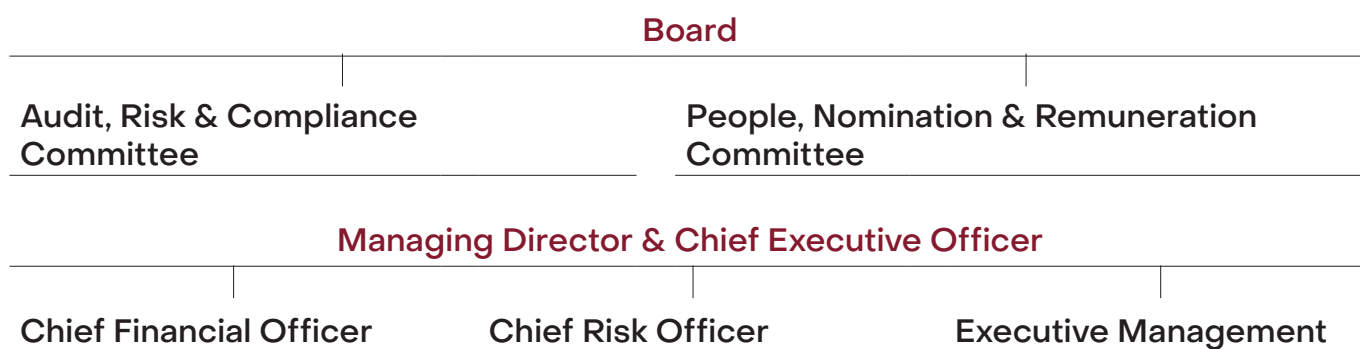 Board
Audit, Risk & Compliance
Committee
People, Nomination & Remuneration
Committee
Managing Director & Chief Executive Officer
Chief Financial Officer
Chief Risk Officer
Executive Management